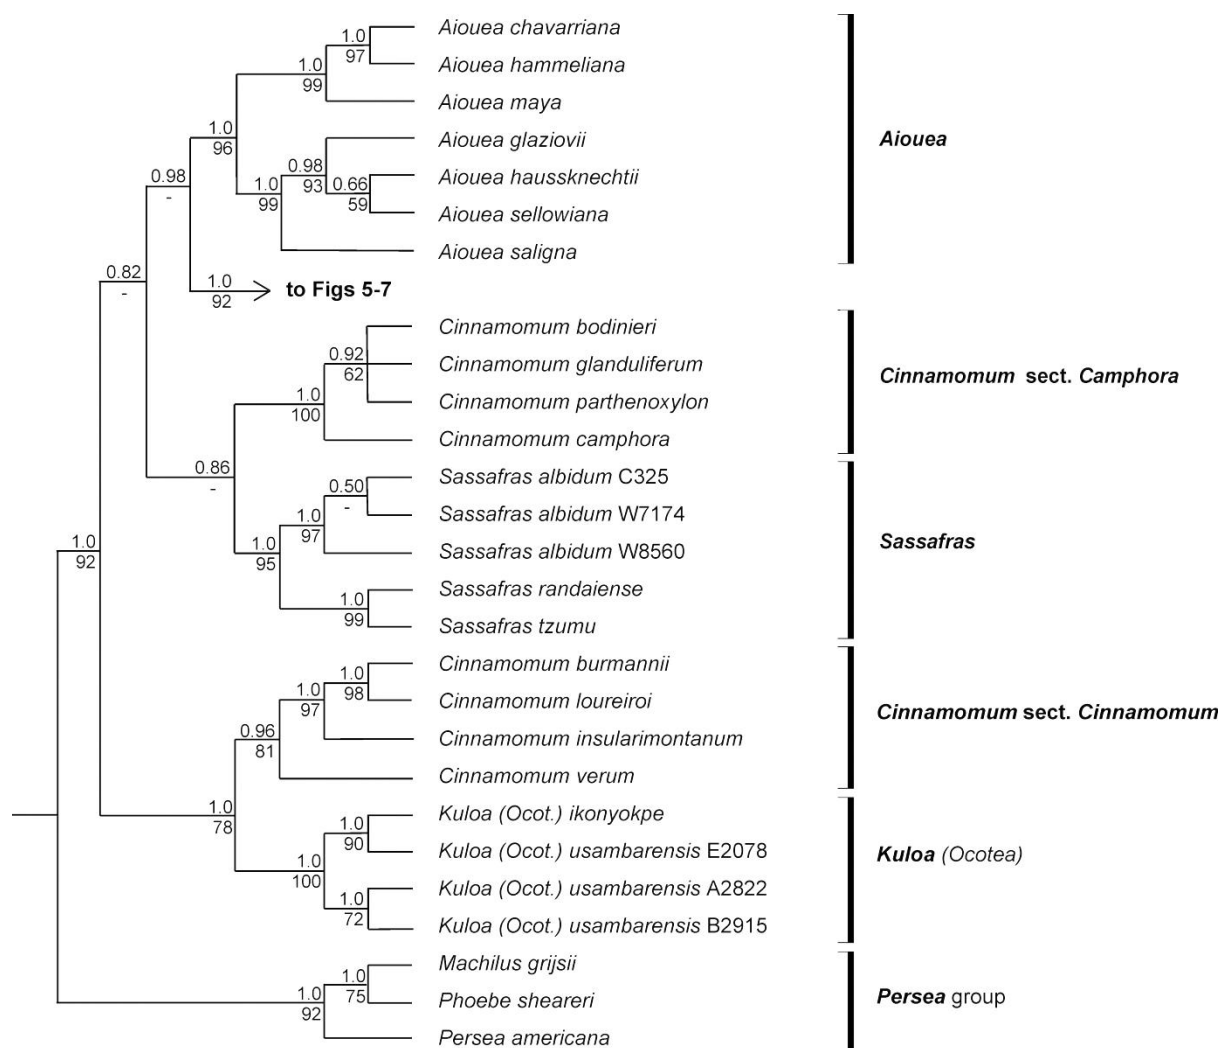 1.0
97
Aiouea chavarriana
Aiouea hammeliana
1.0
99
Aiouea maya
1.0
96
Aiouea glaziovii
Aiouea
0.98
93
0.66
59
Aiouea haussknechtii
0.98
-
1.0
99
Aiouea sellowiana
Aiouea saligna
0.82
-
1.0
92
to Figs 5-7
Cinnamomum bodinieri
0.92
62
Cinnamomum glanduliferum
Cinnamomum sect. Camphora
1.0
100
Cinnamomum parthenoxylon
Cinnamomum camphora
0.86
-
Sassafras albidum C325
0.50
-
Sassafras albidum W7174
1.0
97
1.0
92
1.0
95
Sassafras albidum W8560
Sassafras
Sassafras randaiense
1.0
99
Sassafras tzumu
Cinnamomum burmannii
1.0
98
1.0
97
Cinnamomum loureiroi
Cinnamomum sect. Cinnamomum
0.96
81
Cinnamomum insularimontanum
Cinnamomum verum
1.0
78
Kuloa (Ocot.) ikonyokpe
1.0
90
Kuloa (Ocot.) usambarensis E2078
Kuloa (Ocotea)
1.0
100
Kuloa (Ocot.) usambarensis A2822
1.0
72
Kuloa (Ocot.) usambarensis B2915
Machilus grijsii
1.0
75
1.0
92
Phoebe sheareri
Persea group
Persea americana